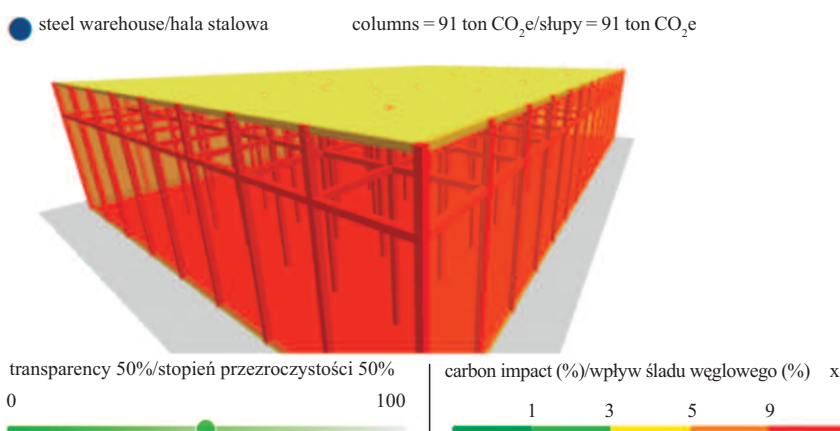 steel warehouse/hala stalowa columns = 91 ton CO₂e/słupy = 91 ton CO₂e
transparency 50%/stopień przezroczystości 50% carbon impact (%)/wpływ śladu węglowego (%) x
0 100 1 3 5 9